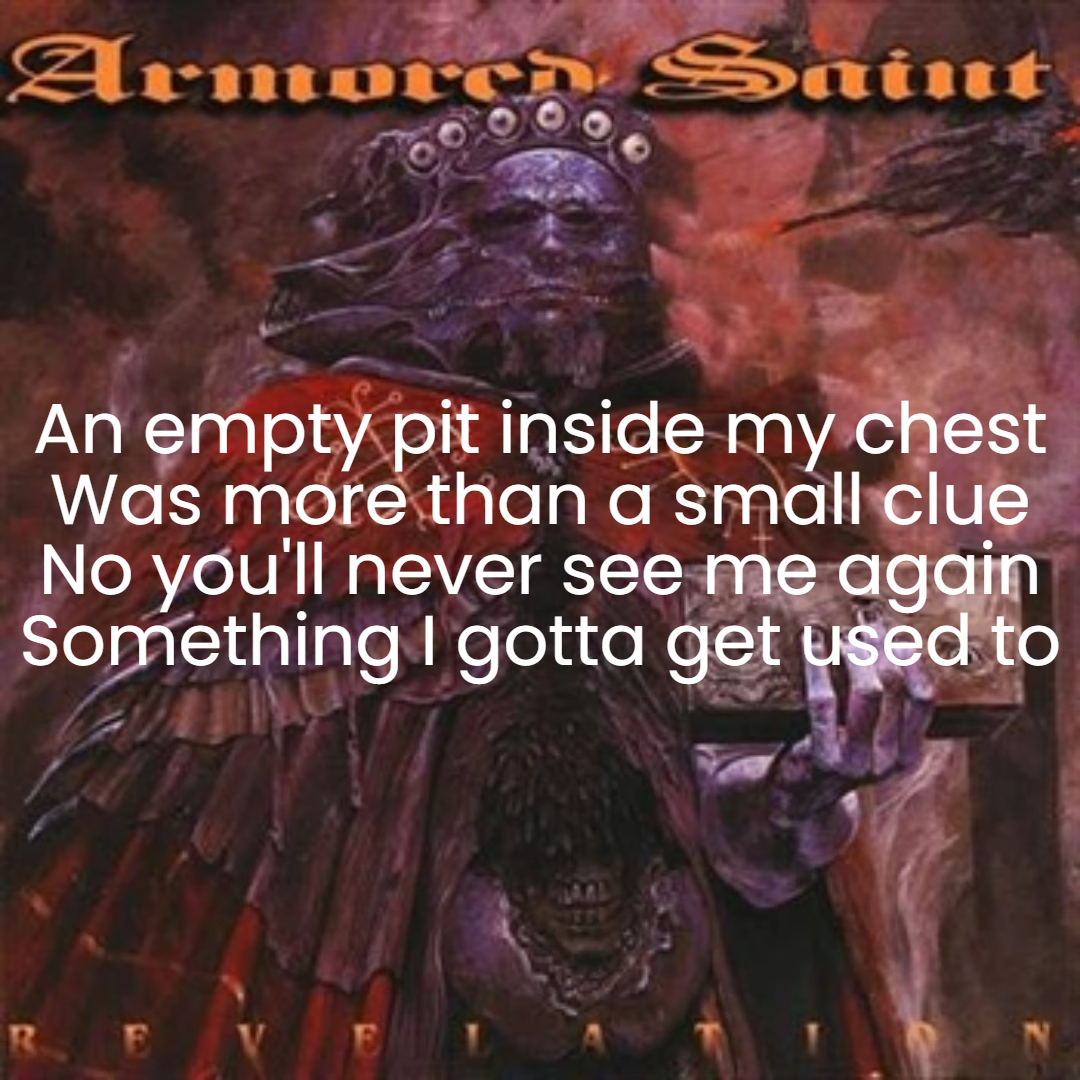 Armored Saint
An empty pit inside my chest
Was more than a small clue
No you'll never see me again
Something I gotta get used to
REVELATION